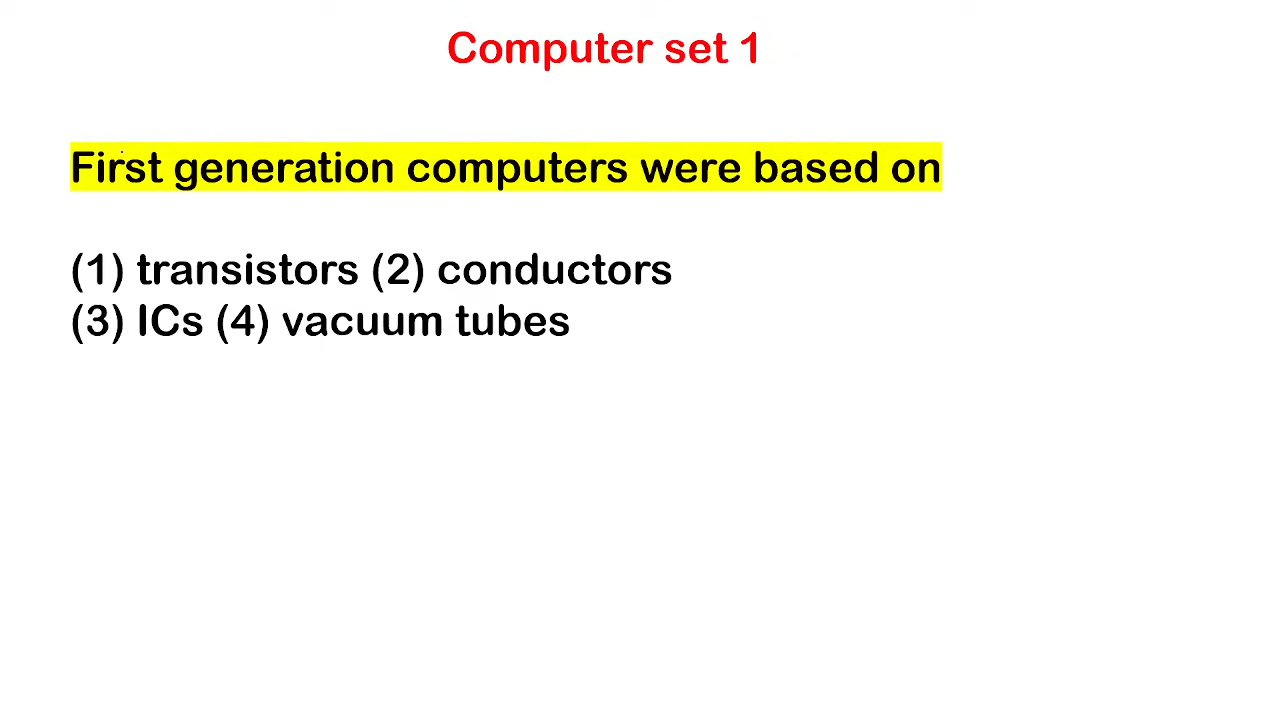 Computer set 1
First generation computers were based on
(1) transistors (2) conductors
(3) ICs (4) vacuum tubes